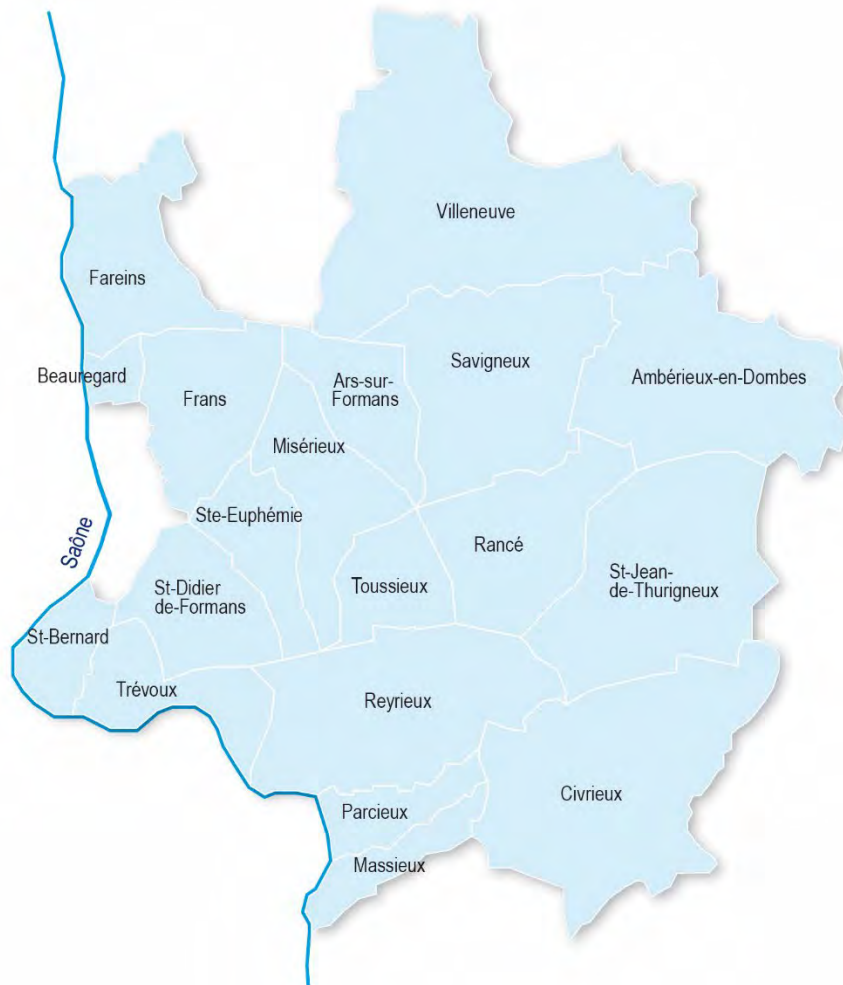 Villeneuve
Fareins
Savigneux
Beauregard
Ars-sur-
Formans
Ambérieux-en-Dombes
Frans
Misérieux
Ste-Euphémie
Saône
Rancé
St-Didier
de-Formans
Toussieux
St-Jean-
de-Thurigneux
St-Bernard
Trévoux
Reyrieux
Civrieux
Parcieux
Massieux